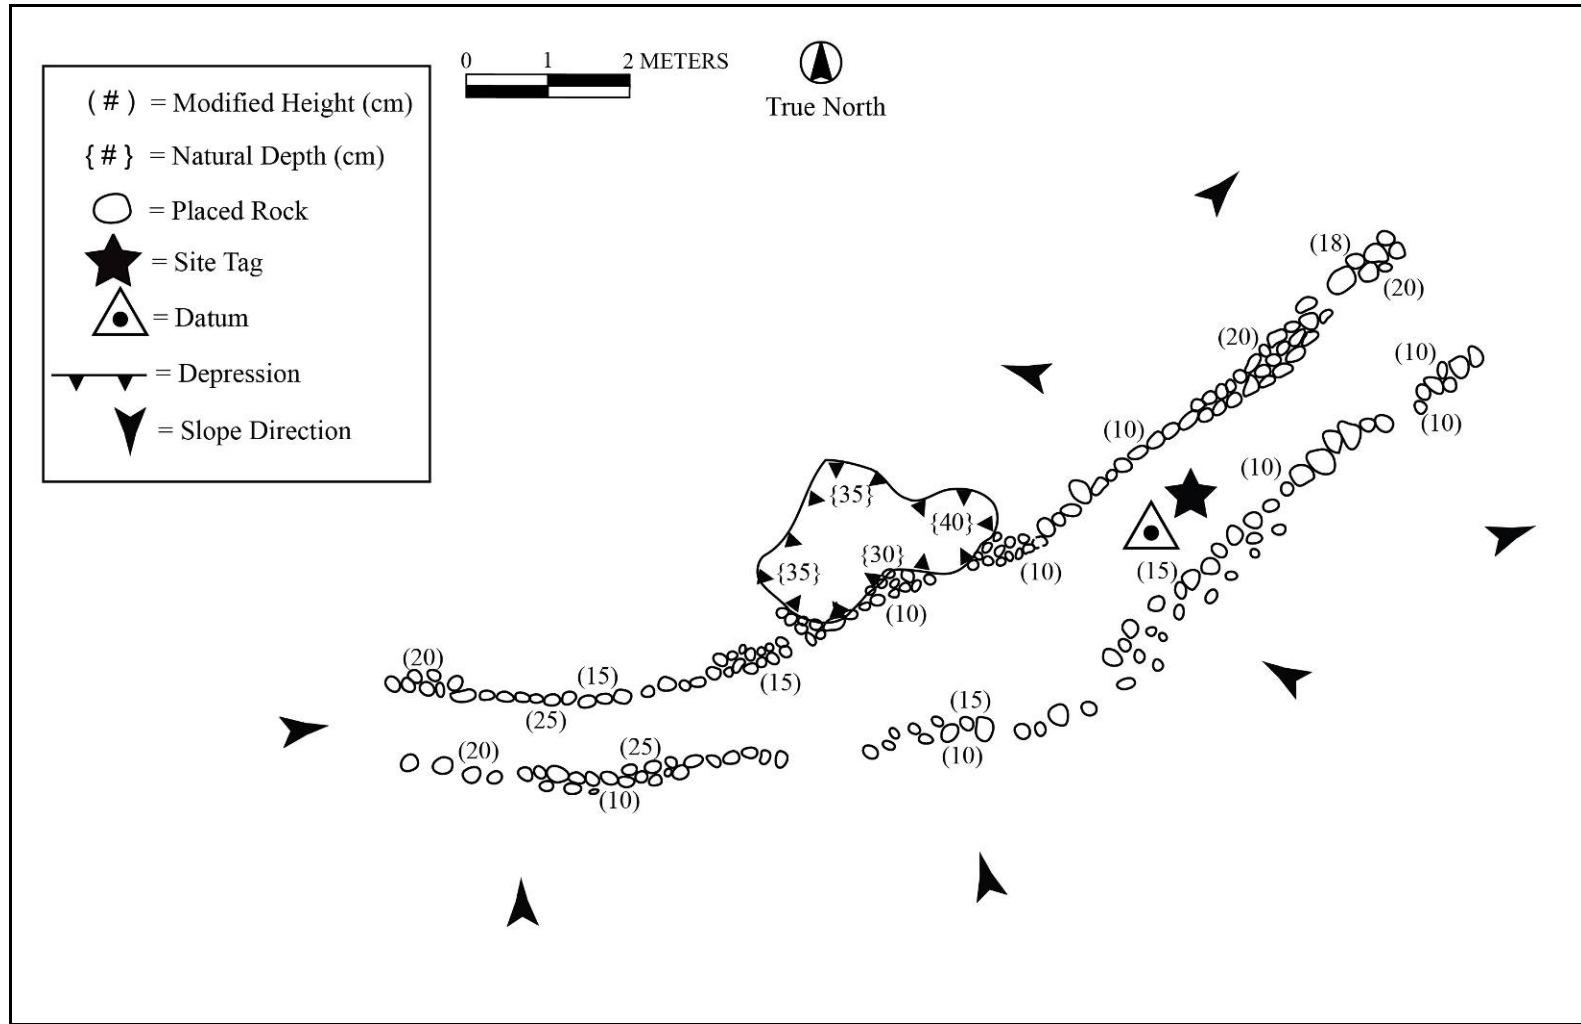 0 1 2 METERS
True North
(#) = Modified Height (cm)
{#} = Natural Depth (cm)
= Placed Rock
= Site Tag
= Datum
= Depression
= Slope Direction
(18)
(20)
(20)
(10)
(10)
(10)
(10)
{35}
{40}
(10)
{30}
{35}
(15)
(10)
(10)
(20)
(15)
(15)
(25)
(15)
(20)
(25)
(10)
(10)